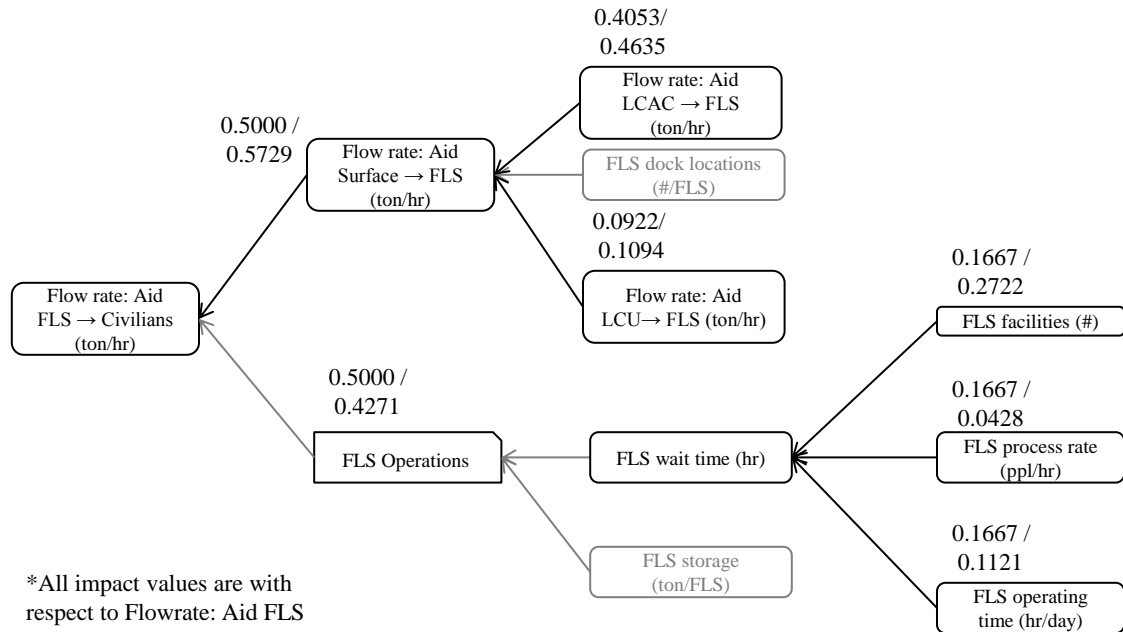 0.4053/
0.4635
Flow rate: Aid
LCAC → FLS
(ton/hr)
0.5000 /
0.5729
Flow rate: Aid
Surface → FLS
(ton/hr)
FLS dock locations
(#/FLS)
0.0922/
0.1094
Flow rate: Aid
LCU→ FLS (ton/hr)
Flow rate: Aid
FLS → Civilians
(ton/hr)
0.1667 /
0.2722
FLS facilities (#)
0.5000 /
0.4271
FLS Operations
FLS wait time (hr)
0.1667 /
0.0428
FLS process rate
(ppl/hr)
FLS storage
(ton/FLS)
0.1667 /
0.1121
FLS operating
time (hr/day)
*All impact values are with
respect to Flowrate: Aid FLS